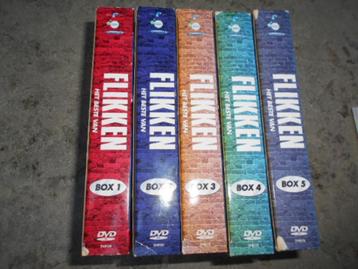 FLIKKEN
HET BESTE VAN
BOX 1
DVD
FLIKKEN
HET BESTE VAN
BOX 2
DVD
FLIKKEN
HET BESTE VAN
BOX 3
DVD
FLIKKEN
HET BESTE VAN
BOX 4
DVD
FLIKKEN
HET BESTE VAN
BOX 5
DVD